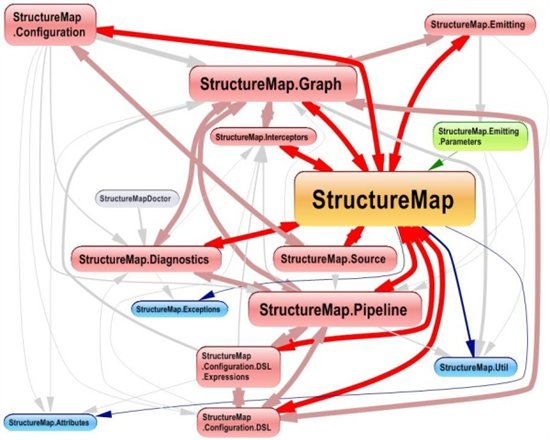 StructureMap
.Configuration
StructureMap.Emitting
StructureMap.Graph
StructureMap.Interceptors
StructureMap.Emitting
.Parameters
StructureMapDoctor
StructureMap
StructureMap.Diagnostics
StructureMap.Source
StructureMap.Exceptions
StructureMap.Pipeline
StructureMap
.Configuration.DSL
.Expressions
StructureMap.Util
StructureMap.Attributes
StructureMap
.Configuration.DSL